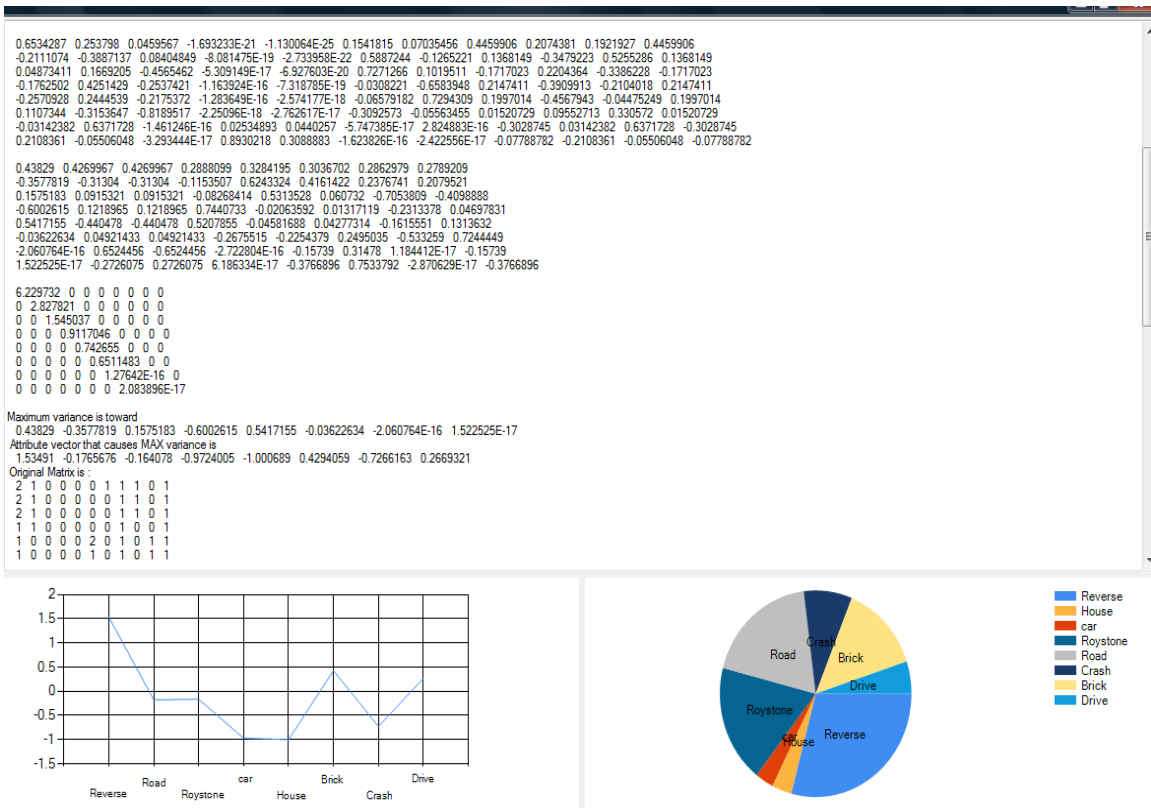 0.6534287 0.253798 0.0459567 -1.693233E-21 -1.130064E-25 0.1541815 0.07035456 0.4459906 0.2074381 0.1921927 0.4459906
-0.2111074 -0.3887137 0.08404849 -8.081475E-19 -2.733958E-22 0.5887244 -0.1265221 0.1368149 -0.3479223 0.5255286 0.1368149
0.04873411 0.1669205 -0.4565462 -5.309149E-17 -6.927603E-20 0.7271266 0.1019511 -0.1717023 0.2204364 -0.3386228 -0.1717023
-0.1762502 0.4251429 -0.2537421 -1.163924E-16 -7.318785E-19 -0.0308221 -0.6583948 0.2147411 -0.3909913 -0.2104018 0.2147411
-0.2570928 0.2444539 -0.2175372 -1.283649E-16 -2.574177E-18 -0.06579182 0.7294309 0.1997014 -0.4567943 -0.04475249 0.1997014
0.1107344 -0.3153647 -0.8189517 -2.25096E-18 -2.762617E-17 -0.3092573 -0.05563455 0.01520729 0.09552713 0.330572 0.01520729
-0.03142382 0.6371728 -1.461246E-16 0.02534893 0.0440257 -5.747385E-17 2.824883E-16 -0.3028745 0.03142382 0.6371728 -0.3028745
0.2108361 -0.05506048 -3.293444E-17 0.8930218 0.3088883 -1.623826E-16 -2.422556E-17 -0.07788782 -0.2108361 -0.05506048 -0.07788782
0.43829 0.4269967 0.4269967 0.2888099 0.3284195 0.3036702 0.2862979 0.2789209
-0.3577819 -0.31304 -0.31304 -0.1153507 0.6243324 0.4161422 0.2376741 0.2079521
0.1575183 0.0915321 0.0915321 -0.08268414 0.5313528 0.060732 -0.7053809 -0.4098888
-0.6002615 0.1218965 0.1218965 0.7440733 -0.02063592 0.01317119 -0.2313378 0.04697831
0.5417155 -0.440478 -0.440478 0.5207855 -0.04581688 0.04277314 -0.1615551 0.1313632
-0.03622634 0.04921433 0.04921433 -0.2675515 -0.2254379 0.2495035 -0.533259 0.7244449
-2.060764E-16 0.6524456 -0.6524456 -2.722804E-16 -0.15739 0.31478 1.184412E-17 -0.15739
1.522525E-17 -0.2726075 0.2726075 6.186334E-17 -0.3766896 0.7533792 -2.870629E-17 -0.3766896
6.229732 0 0 0 0 0 0 0
0 2.827821 0 0 0 0 0 0
0 0 1.545037 0 0 0 0 0
0 0 0 0.9117046 0 0 0 0
0 0 0 0 0.742655 0 0 0
0 0 0 0 0 0.6511483 0 0
0 0 0 0 0 0 1.27642E-16 0
0 0 0 0 0 0 0 2.083896E-17
Maximum variance is toward
0.43829 -0.3577819 0.1575183 -0.6002615 0.5417155 -0.03622634 -2.060764E-16 1.522525E-17
Attribute vector that causes MAX variance is
1.53491 -0.1765676 -0.164078 -0.9724005 -1.000689 0.4294059 -0.7266163 0.2669321
Original Matrix is :
2 1 0 0 0 0 1 1 1 0 1
2 1 0 0 0 0 0 1 1 0 1
2 1 0 0 0 0 0 1 1 0 1
1 1 0 0 0 0 0 1 0 0 1
1 0 0 0 0 2 0 1 0 1 1
1 0 0 0 0 1 0 1 0 1 1
2
1.5
1
0.5
0
-0.5
-1
-1.5
Reverse Road Roystone car House Brick Crash Drive
Crash
Road
Brick
Drive
Roystone
car
House
Reverse
Reverse
House
car
Roystone
Road
Crash
Brick
Drive